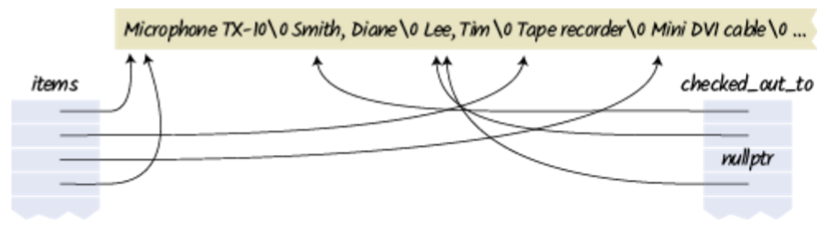 Microphone TX-10\0 Smith, Diane\0 Lee, Tim\0 Tape recorder\0 Mini DVI cable\0 ...
items
checked_out_to
nullptr